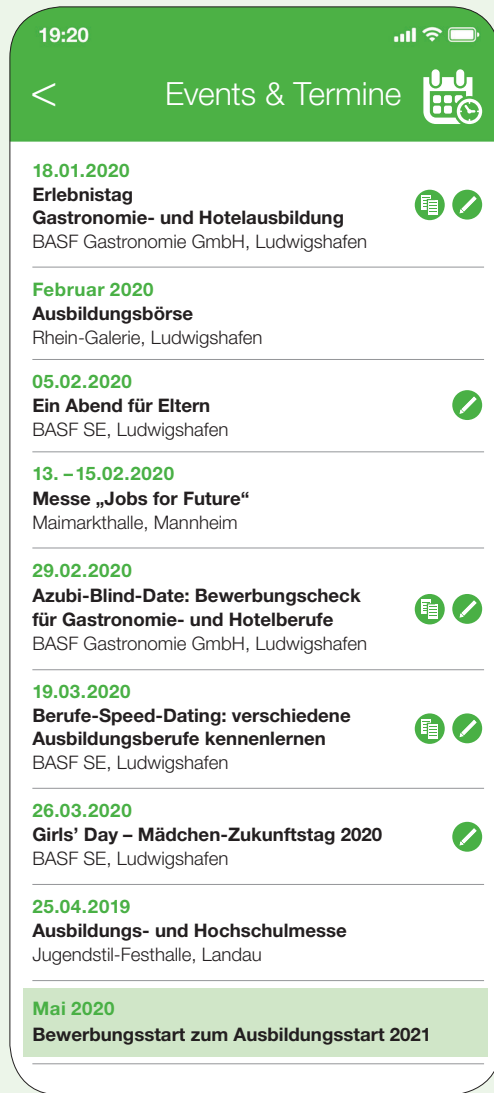 19:20
<
Events & Termine
18.01.2020
Erlebnistag
Gastronomie- und Hotelausbildung
BASF Gastronomie GmbH, Ludwigshafen
Februar 2020
Ausbildungsbörse
Rhein-Galerie, Ludwigshafen
05.02.2020
Ein Abend für Eltern
BASF SE, Ludwigshafen
13. – 15.02.2020
Messe „Jobs for Future“
Maimarkthalle, Mannheim
29.02.2020
Azubi-Blind-Date: Bewerbungscheck
für Gastronomie- und Hotelberufe
BASF Gastronomie GmbH, Ludwigshafen
19.03.2020
Berufe-Speed-Dating: verschiedene
Ausbildungsberufe kennenlernen
BASF SE, Ludwigshafen
26.03.2020
Girls’ Day – Mädchen-Zukunftstag 2020
BASF SE, Ludwigshafen
25.04.2019
Ausbildungs- und Hochschulmesse
Jugendstil-Festhalle, Landau
Mai 2020
Bewerbungsstart zum Ausbildungsstart 2021